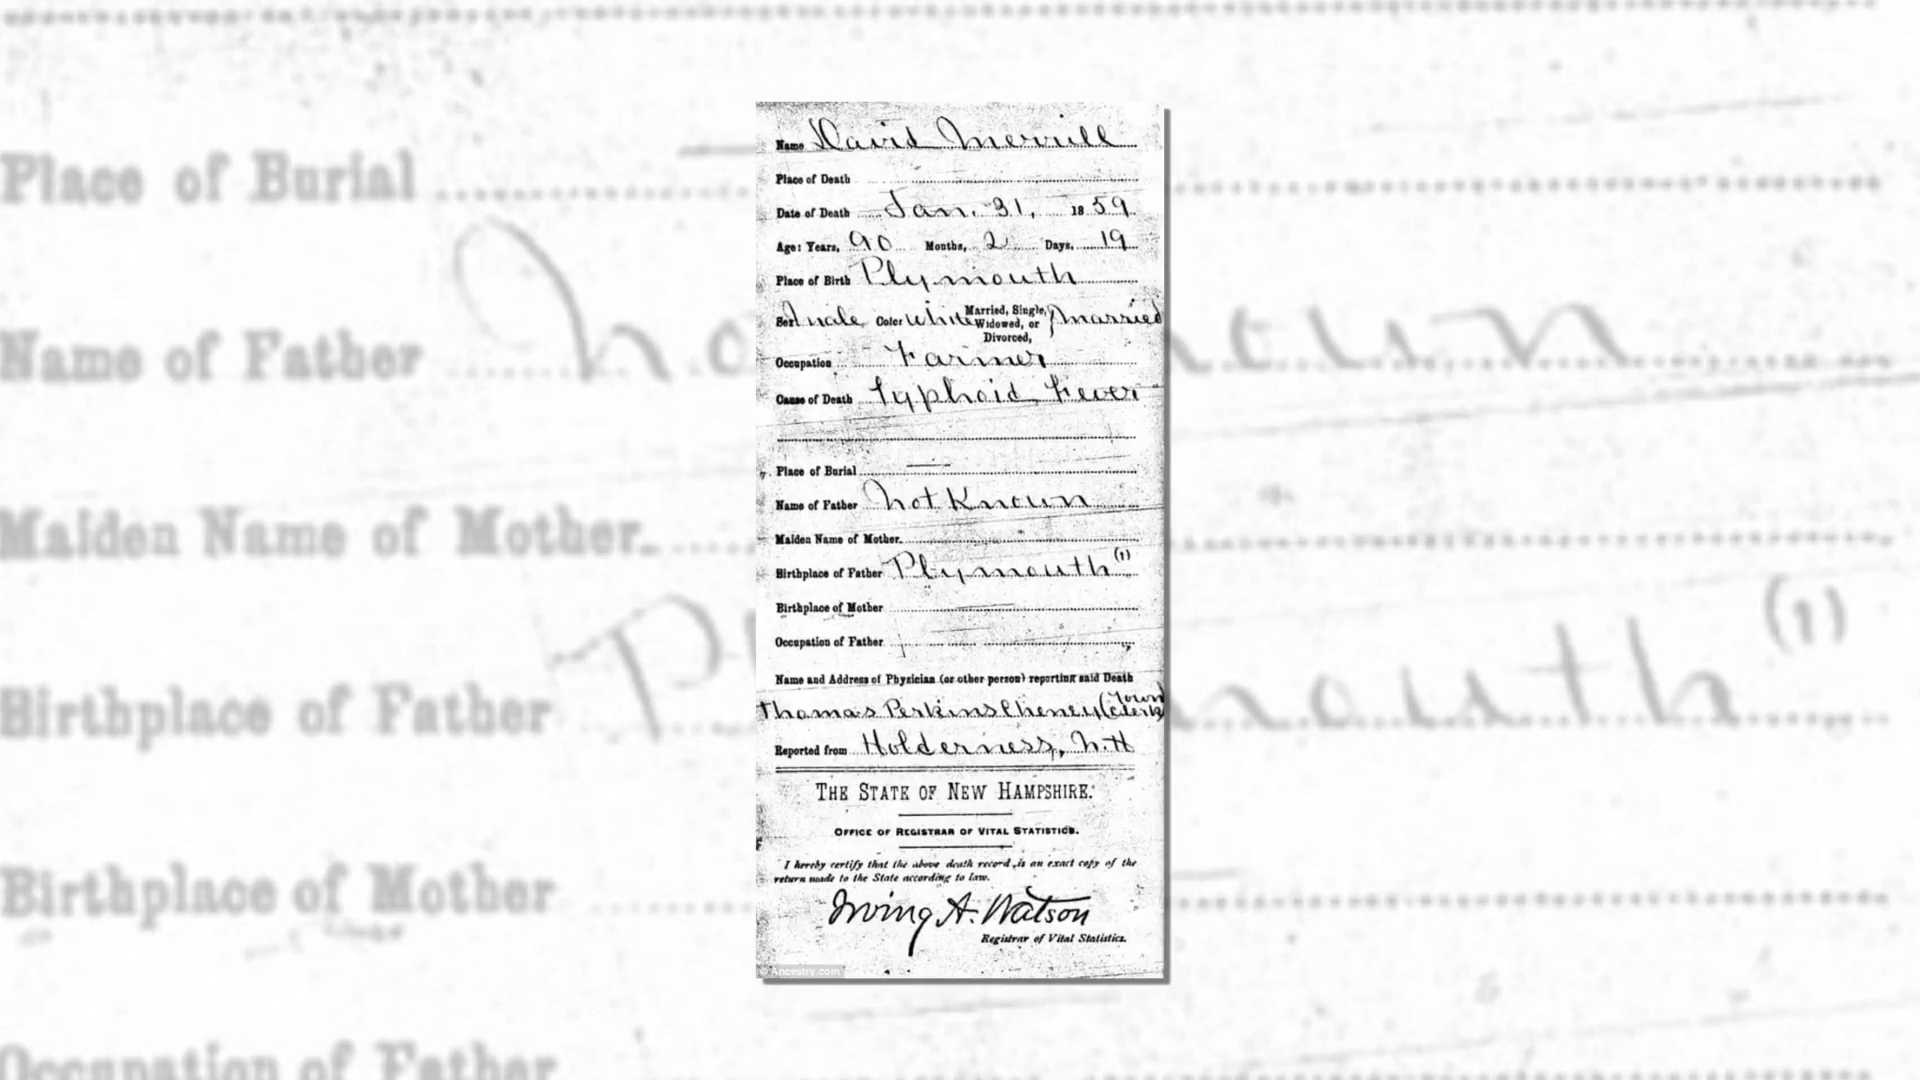 Name David Merrill
Place of Death
Date of Death Jan. 31, 1859
Age: Years, 90 Months, 2 Days, 19
Place of Birth Plymouth
Sex Male Color White Married, Single, Widowed, or Divorced, } Married
Occupation Farmer
Cause of Death Typhoid Fever
Place of Burial
Name of Father Not Known
Maiden Name of Mother
Birthplace of Father Plymouth (1)
Birthplace of Mother
Occupation of Father
Name and Address of Physician (or other person) reporting said Death
Thomas Perkins Cheney (Town Clerk)
Reported from Holderness, N.H
THE STATE OF NEW HAMPSHIRE.
OFFICE OF REGISTRAR OF VITAL STATISTICS.
I hereby certify that the above death record, is an exact copy of the
return made to the State according to law.
Irving A. Watson
Registrar of Vital Statistics.
© Ancestry.com
Place of Burial
Name of Father
Maiden Name of Mother
Birthplace of Father (1)
Birthplace of Mother
Occupation of Father